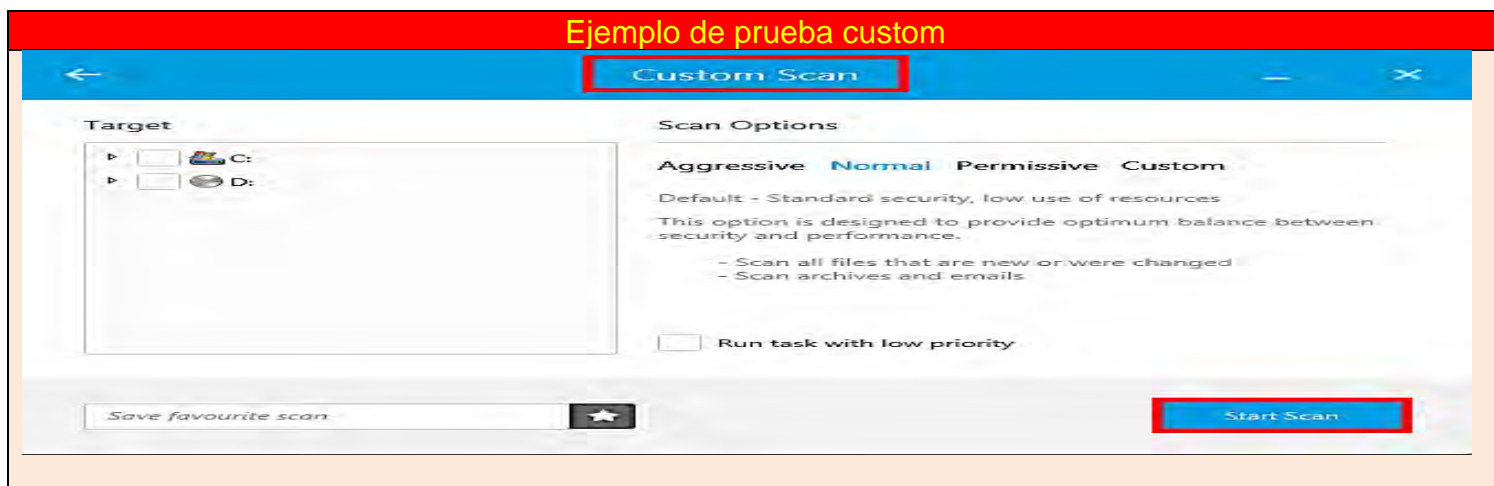 Ejemplo de prueba custom
Custom Scan
Target
C:
D:
Scan Options
Aggressive Normal Permissive Custom
Default - Standard security, low use of resources
This option is designed to provide optimum balance between
security and performance.
- Scan all files that are new or were changed
- Scan archives and emails
Run task with low priority
Save favourite scan
Start Scan